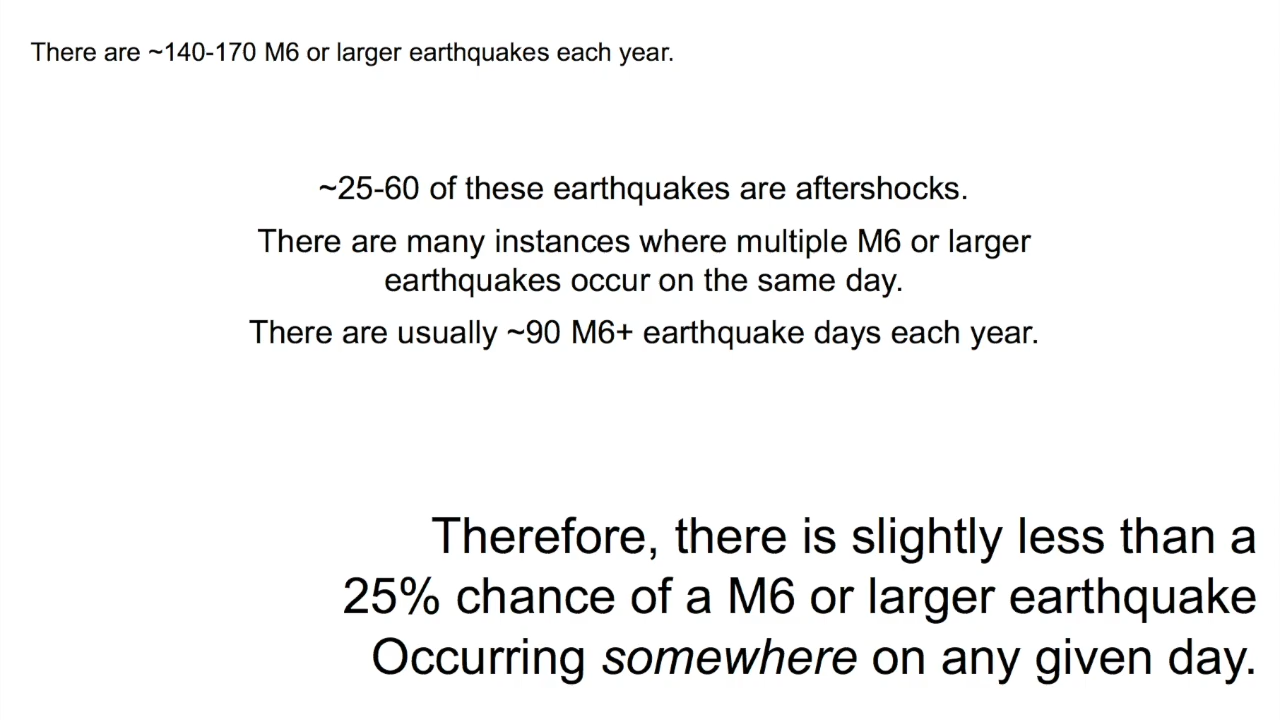 There are ~140-170 M6 or larger earthquakes each year.
~25-60 of these earthquakes are aftershocks.
There are many instances where multiple M6 or larger
earthquakes occur on the same day.
There are usually ~90 M6+ earthquake days each year.
Therefore, there is slightly less than a
25% chance of a M6 or larger earthquake
Occurring somewhere on any given day.